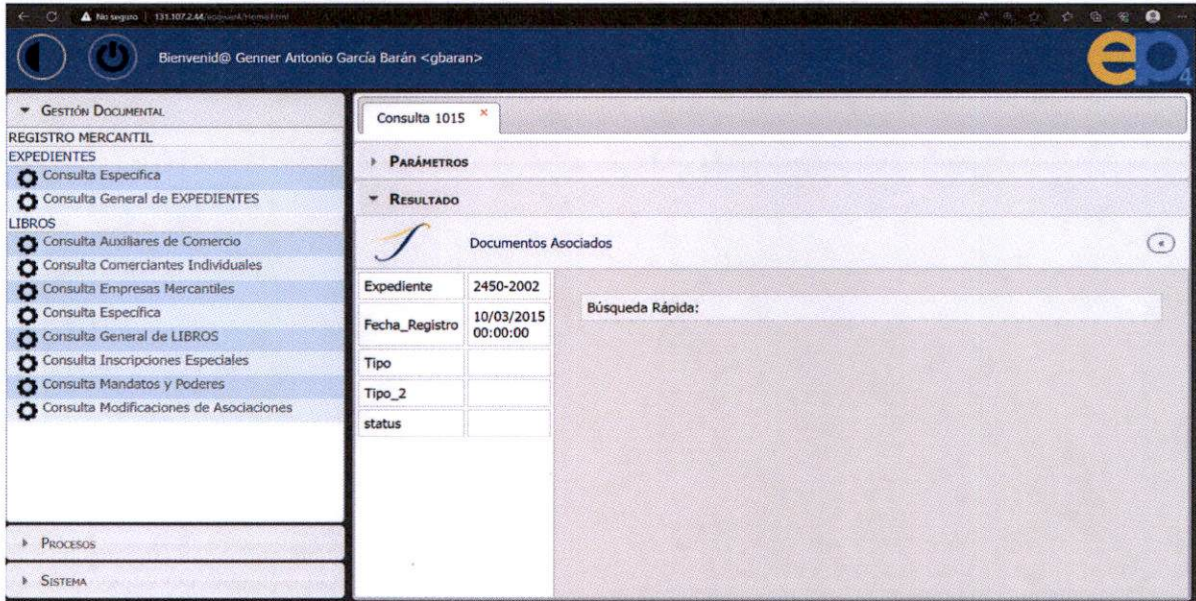 No seguro | 131.107.2.44/
Bienvenid@ Genner Antonio García Barán <gbaran>
ep4
GESTIÓN DOCUMENTAL
REGISTRO MERCANTIL
EXPEDIENTES
Consulta Especifica
Consulta General de EXPEDIENTES
LIBROS
Consulta Auxiliares de Comercio
Consulta Comerciantes Individuales
Consulta Empresas Mercantiles
Consulta Especifica
Consulta General de LIBROS
Consulta Inscripciones Especiales
Consulta Mandatos y Poderes
Consulta Modificaciones de Asociaciones
PROCESOS
SISTEMA
Consulta 1015 ×
PARÁMETROS
RESULTADO
Documentos Asociados
Expediente 2450-2002
Fecha_Registro 10/03/2015
00:00:00
Tipo
Tipo_2
status
Búsqueda Rápida: